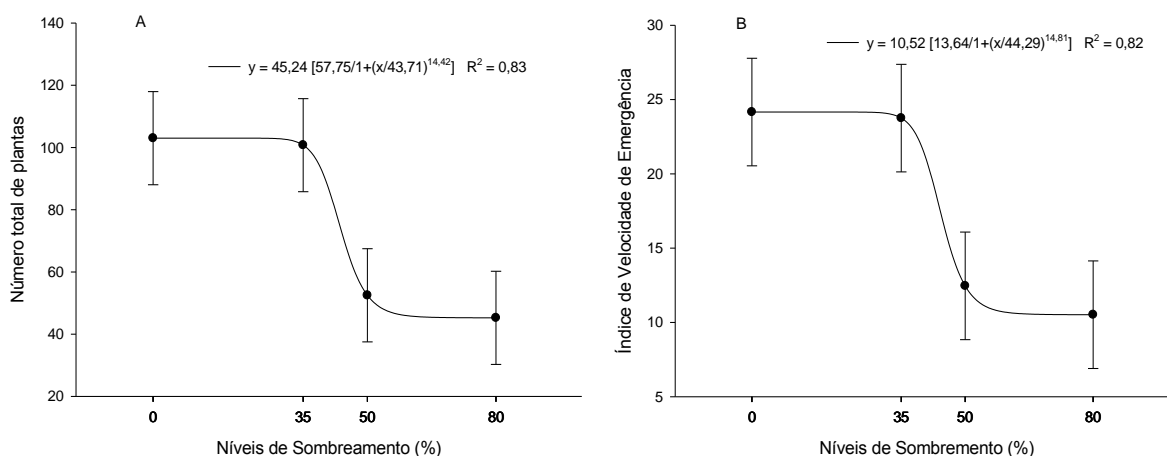 A
y = 45,24 [57,75/1+(x/43,71)^14,42] R² = 0,83
Número total de plantas
140
120
100
80
60
40
20
0 35 50 80
Níveis de Sombreamento (%)
B
y = 10,52 [13,64/1+(x/44,29)^14,81] R² = 0,82
Índice de Velocidade de Emergência
30
25
20
15
10
5
0 35 50 80
Níveis de Sombremento (%)